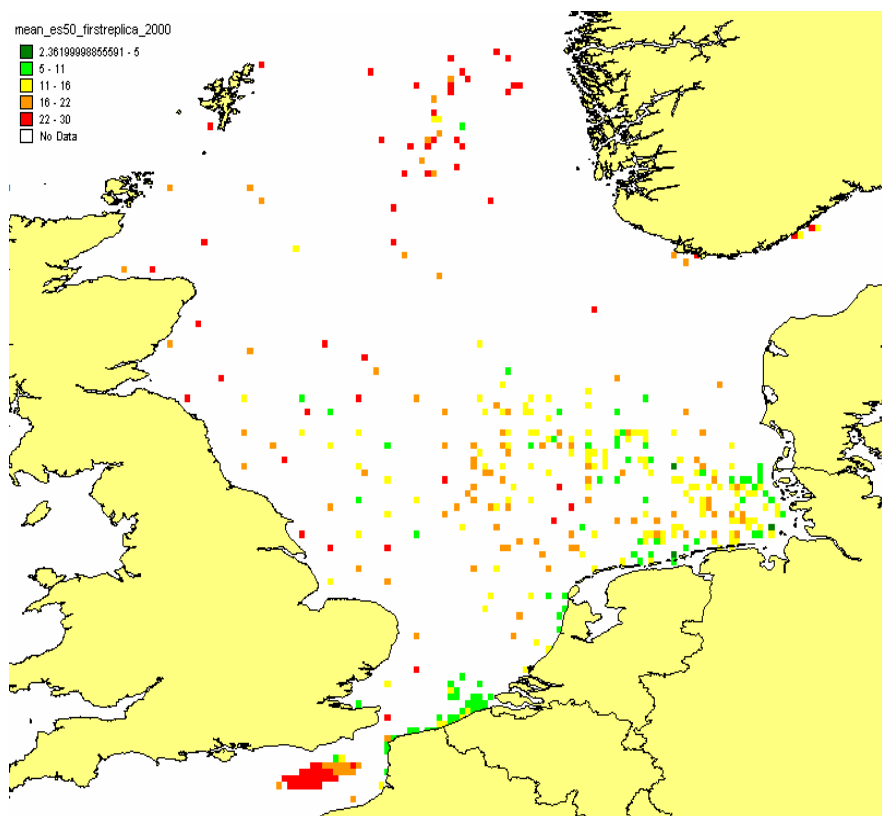 mean_es50_firstreplica_2000
2.36199998855591 - 5
5 - 11
11 - 16
16 - 22
22 - 30
No Data